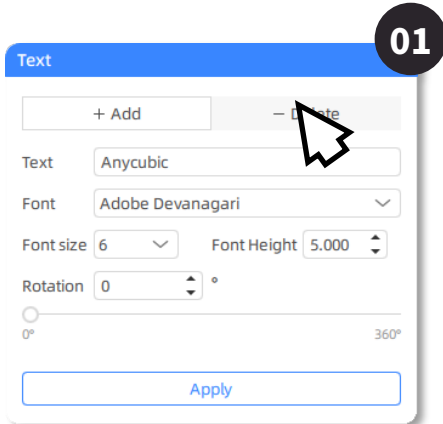 01
Text
+ Add
Text Anycubic
Font Adobe Devanagari
Font size 6 Font Height 5.000
Rotation 0 °
0° 360°
Apply